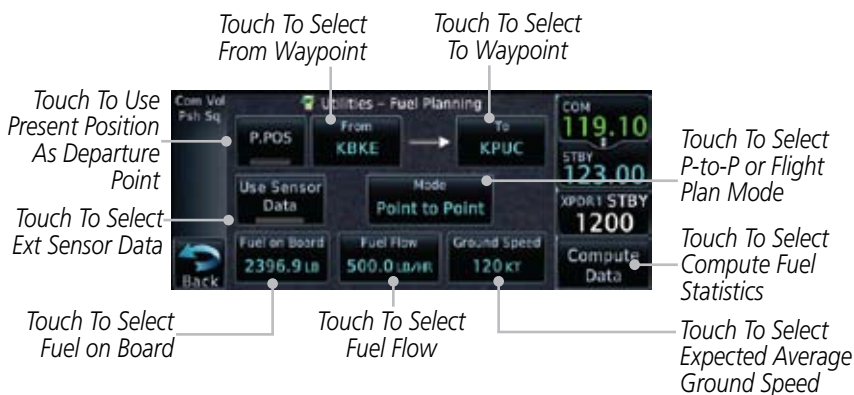 Touch To Select
From Waypoint
Touch To Select
To Waypoint
Touch To Use
Present Position
As Departure
Point
Touch To Select
Ext Sensor Data
Com Vol
Psh Sq
Utilities – Fuel Planning
P.POS
From
KBKE
To
KPUC
Use Sensor
Data
Mode
Point to Point
Fuel on Board
2396.9 LB
Fuel Flow
500.0 LB/HR
Ground Speed
120 KT
Back
COM
119.10
STBY
123.00
XPDR1 STBY
1200
Compute
Data
Touch To Select
P-to-P or Flight
Plan Mode
Touch To Select
Compute Fuel
Statistics
Touch To Select
Fuel on Board
Touch To Select
Fuel Flow
Touch To Select
Expected Average
Ground Speed